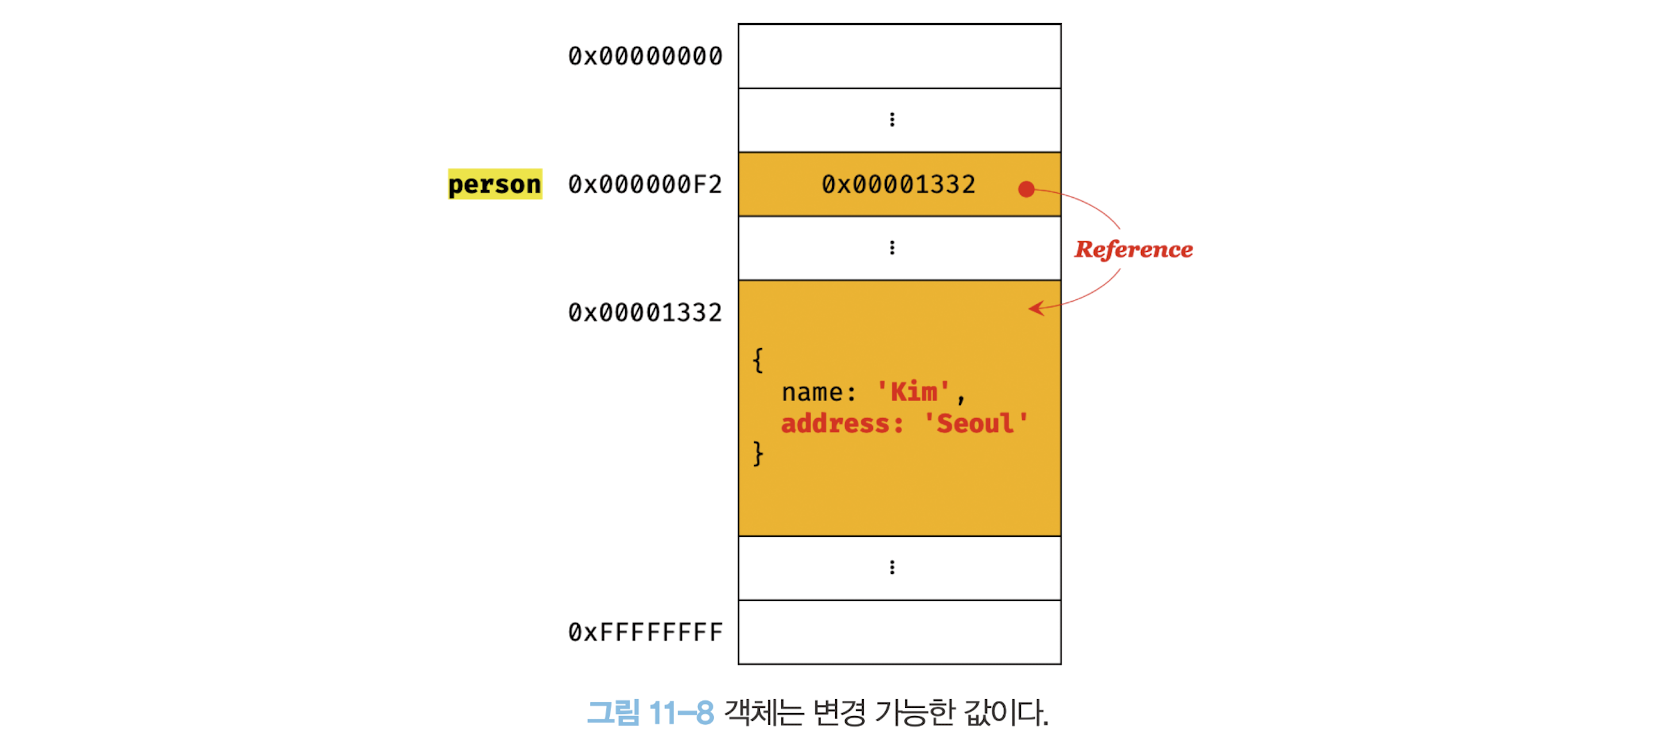 0x00000000
⋮
person 0x000000F2 0x00001332
⋮
Reference
0x00001332
{
name: 'Kim',
address: 'Seoul'
}
⋮
0xFFFFFFFF
그림 11-8 객체는 변경 가능한 값이다.